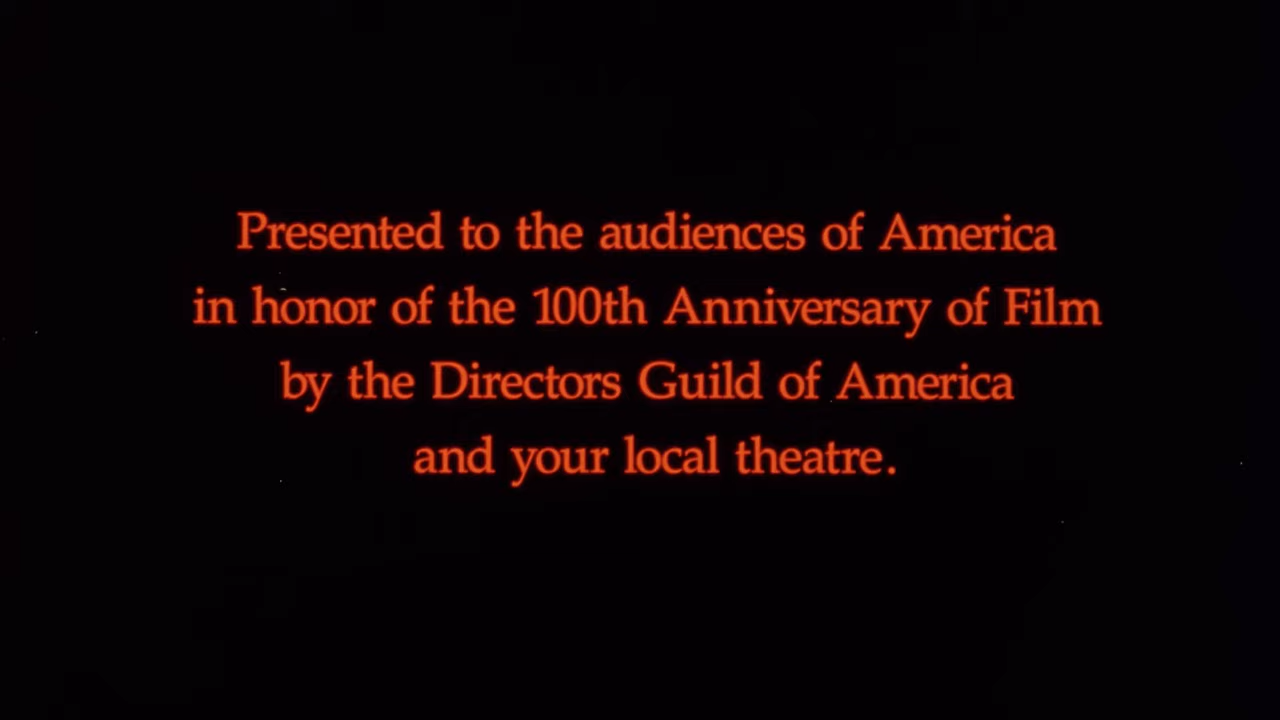 Presented to the audiences of America
in honor of the 100th Anniversary of Film
by the Directors Guild of America
and your local theatre.